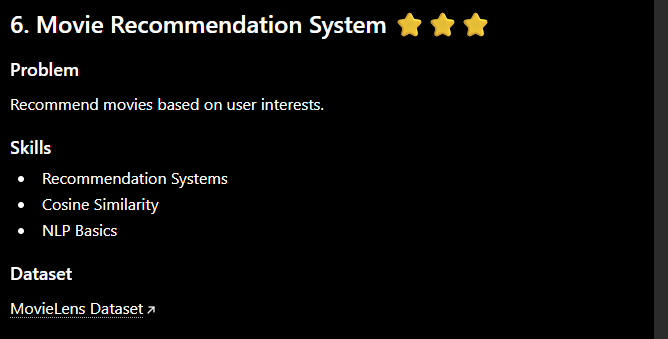 6. Movie Recommendation System ⭐ ⭐ ⭐
Problem
Recommend movies based on user interests.
Skills
• Recommendation Systems
• Cosine Similarity
• NLP Basics
Dataset
MovieLens Dataset ↗